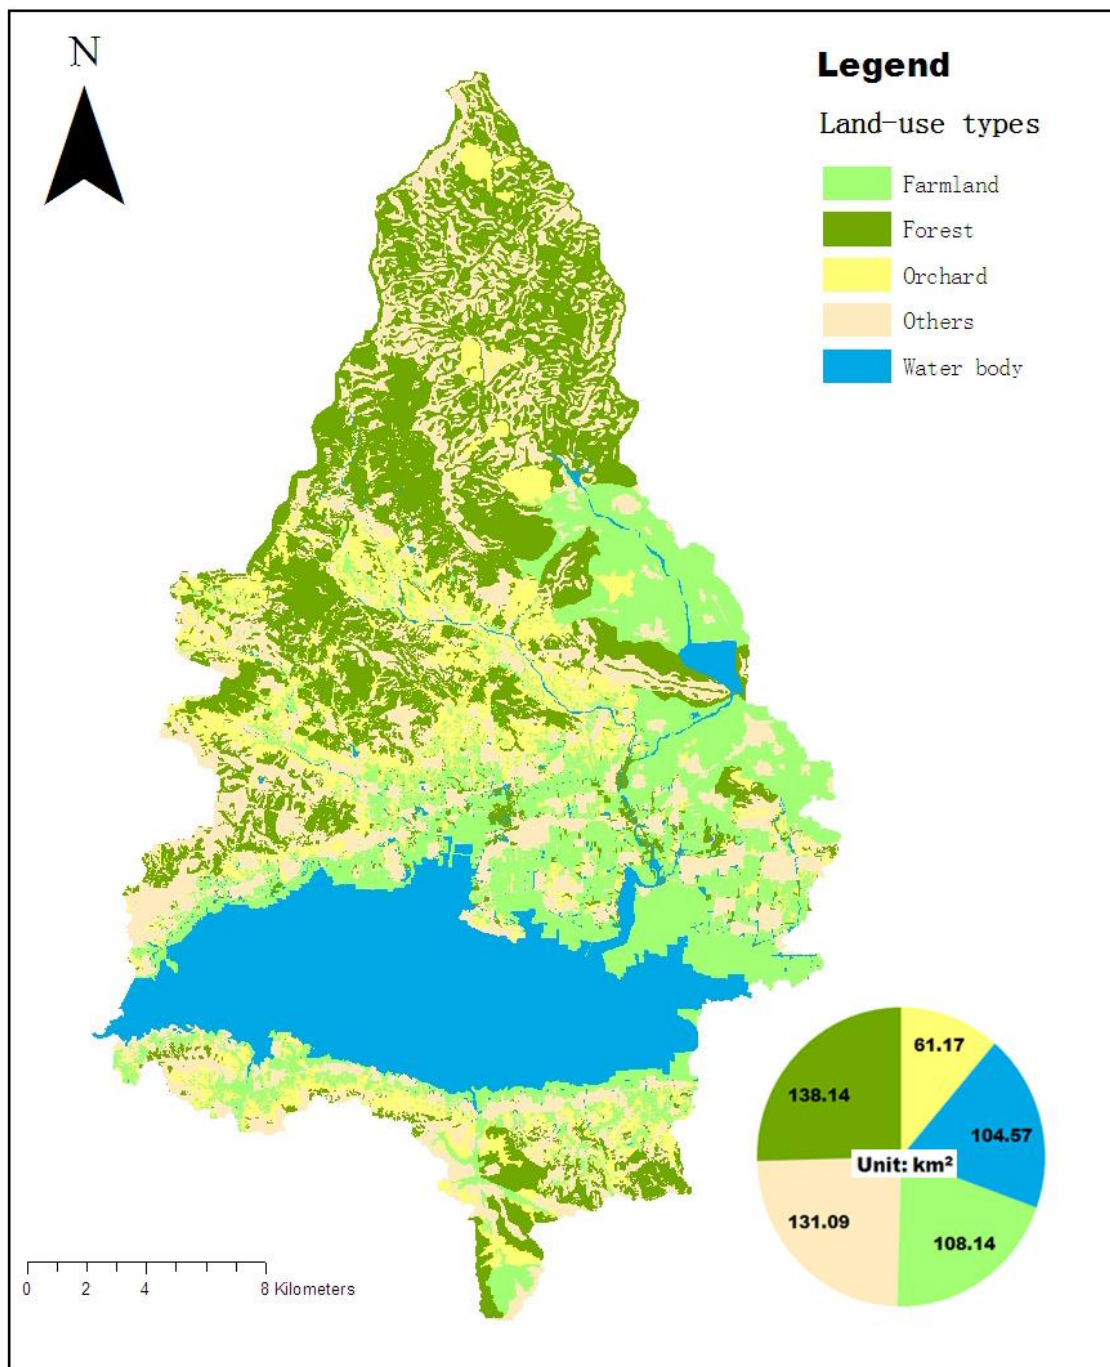 N
Legend
Land-use types
Farmland
Forest
Orchard
Others
Water body
61.17
138.14
104.57
Unit: km²
131.09
108.14
0 2 4 8 Kilometers